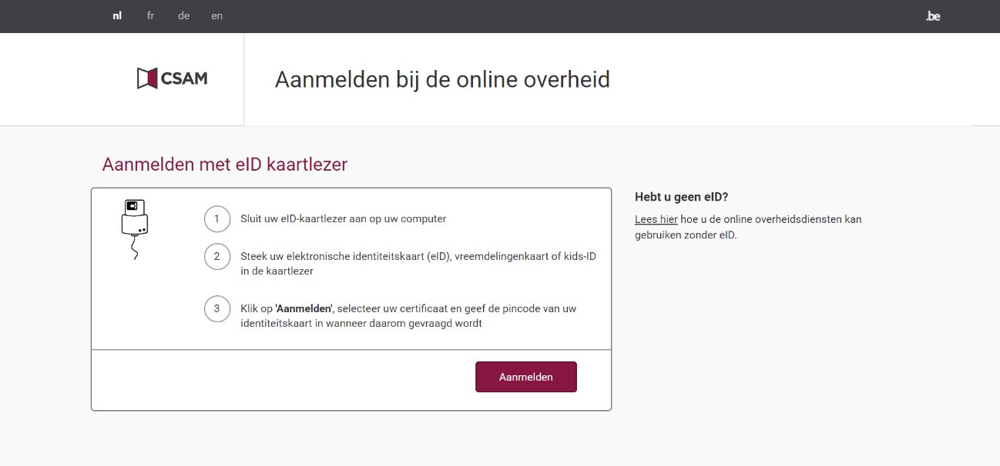 nl fr de en .be
CSAM
Aanmelden bij de online overheid
Aanmelden met eID kaartlezer
1 Sluit uw eID-kaartlezer aan op uw computer
2 Steek uw elektronische identiteitskaart (eID), vreemdelingenkaart of kids-ID
in de kaartlezer
3 Klik op 'Aanmelden', selecteer uw certificaat en geef de pincode van uw
identiteitskaart in wanneer daarom gevraagd wordt
Aanmelden
Hebt u geen eID?
Lees hier hoe u de online overheidsdiensten kan
gebruiken zonder eID.